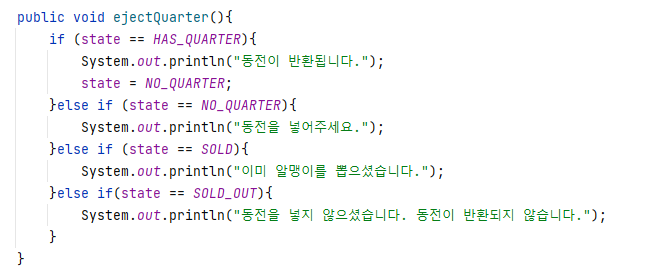 public void ejectQuarter(){
    if (state == HAS_QUARTER){
        System.out.println("동전이 반환됩니다.");
        state = NO_QUARTER;
    }else if (state == NO_QUARTER){
        System.out.println("동전을 넣어주세요.");
    }else if (state == SOLD){
        System.out.println("이미 알맹이를 뽑으셨습니다.");
    }else if(state == SOLD_OUT){
        System.out.println("동전을 넣지 않으셨습니다. 동전이 반환되지 않습니다.");
    }
}